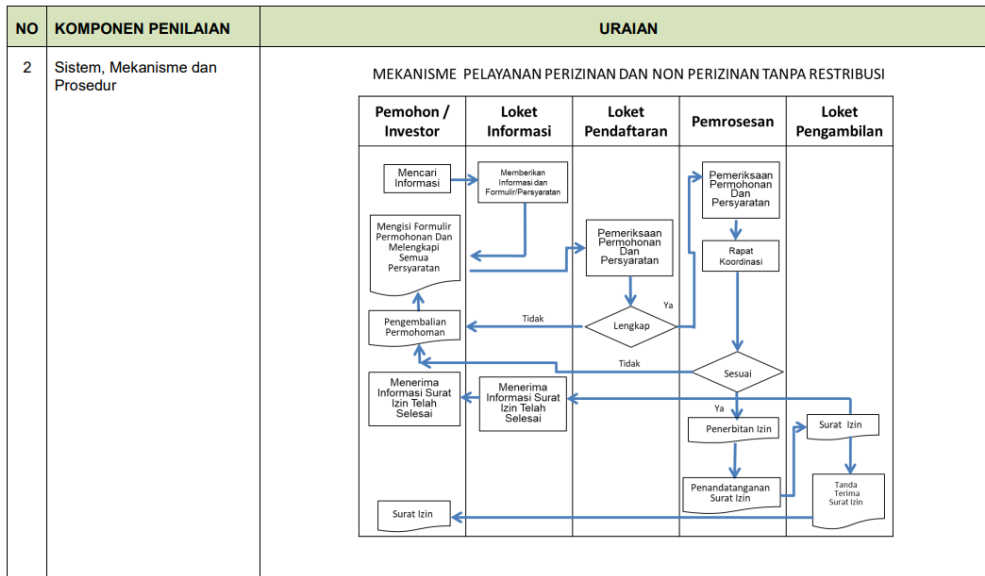 NO
KOMPONEN PENILAIAN
URAIAN
2
Sistem, Mekanisme dan
Prosedur
MEKANISME PELAYANAN PERIZINAN DAN NON PERIZINAN TANPA RESTRIBUSI
Pemohon /
Investor
Loket
Informasi
Loket
Pendaftaran
Pemrosesan
Loket
Pengambilan
Mencari
Informasi
Memberikan
Informasi dan
Formulir/Persyaratan
Pemeriksaan
Permohonan
Dan
Persyaratan
Mengisi Formulir
Permohonan Dan
Melengkapi
Semua
Persyaratan
Pemeriksaan
Permohonan
Dan
Persyaratan
Rapat
Koordinasi
Ya
Pengembalian
Permohoman
Tidak
Lengkap
Tidak
Sesuai
Menerima
Informasi Surat
Izin Telah
Selesai
Menerima
Informasi Surat
Izin Telah
Selesai
Ya
Penerbitan Izin
Surat Izin
Penandatanganan
Surat Izin
Tanda
Terima
Surat Izin
Surat Izin